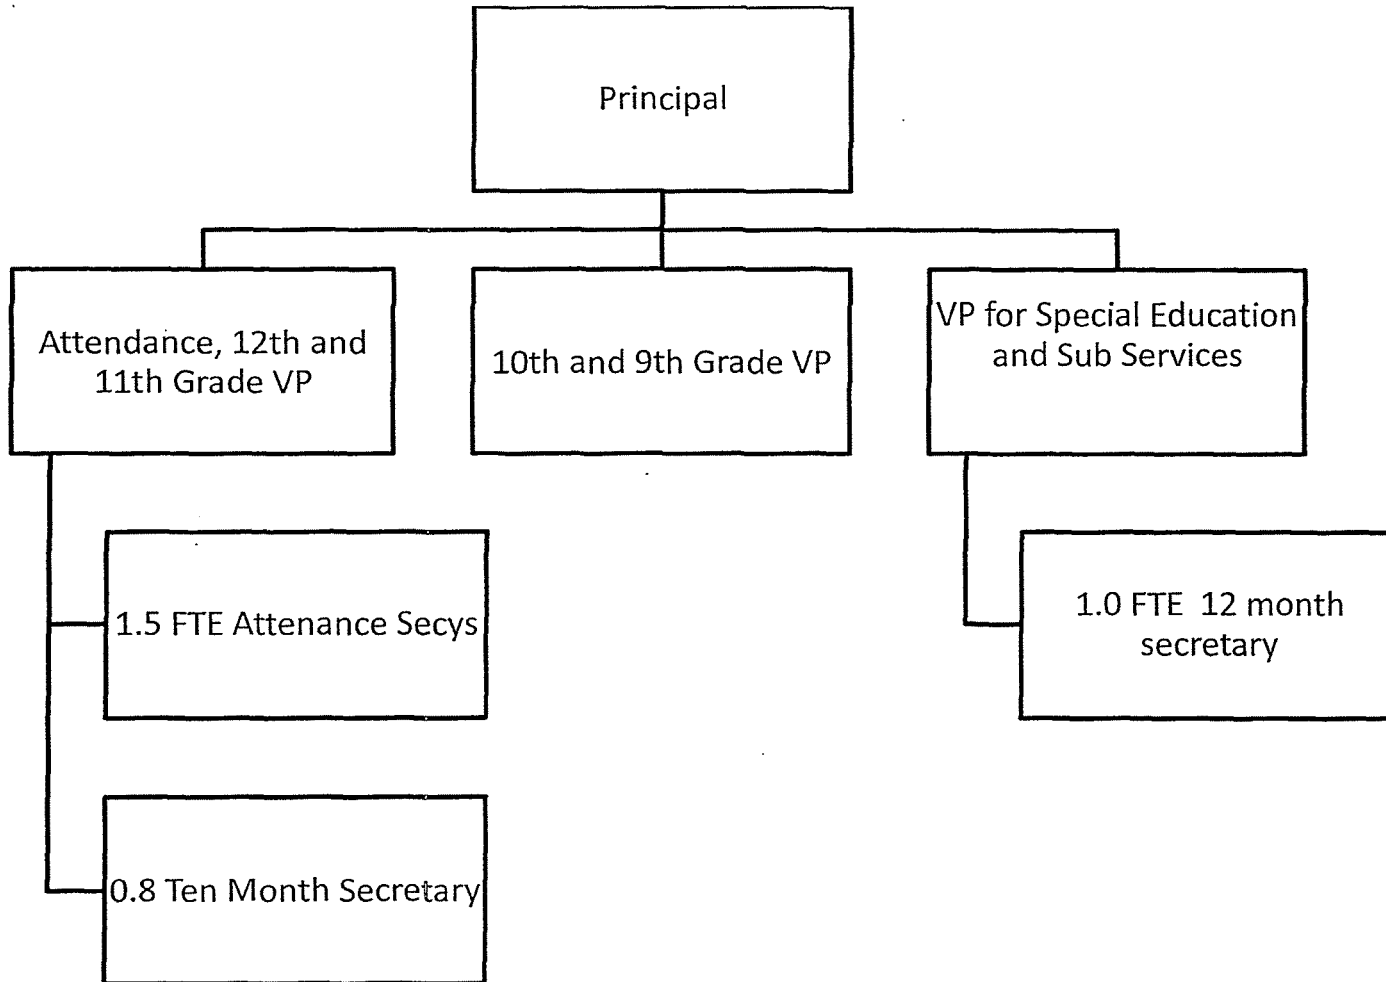 Principal
Attendance, 12th and
11th Grade VP
10th and 9th Grade VP
VP for Special Education
and Sub Services
1.5 FTE Attenance Secys
1.0 FTE 12 month
secretary
0.8 Ten Month Secretary